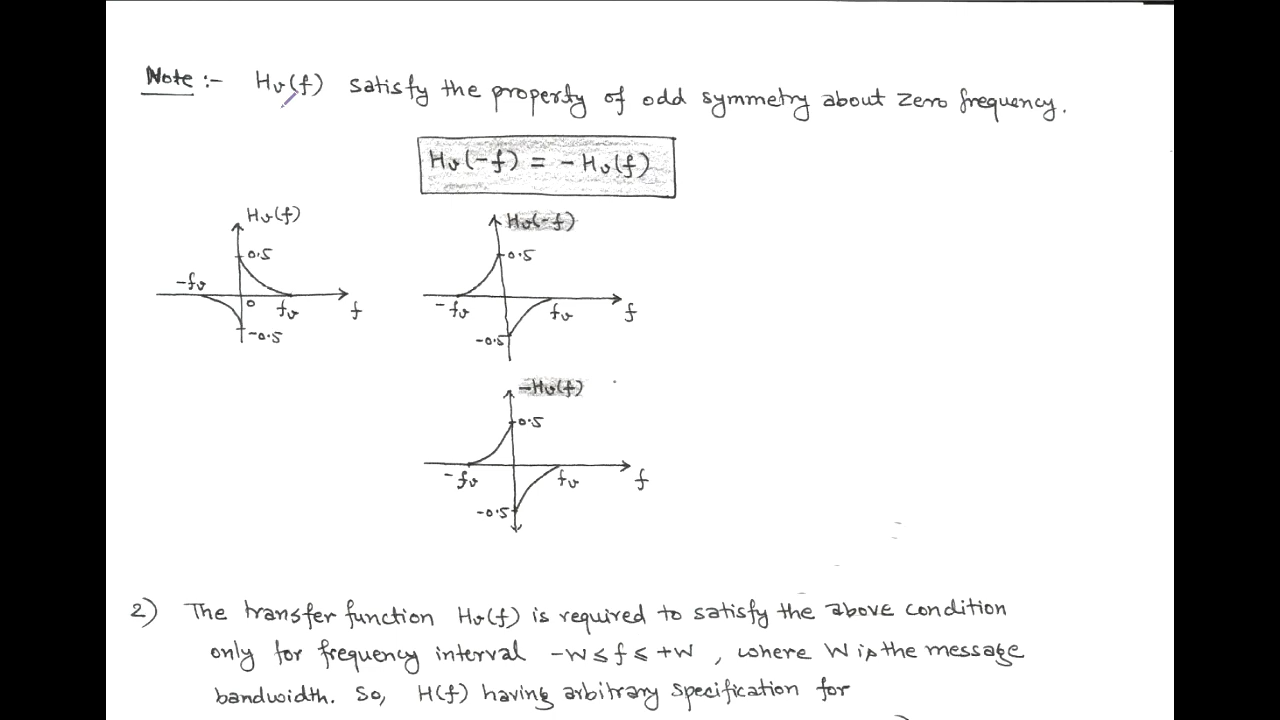 Note :- Hv(f) satisfy the property of odd symmetry about zero frequency.
Hv(-f) = - Hv(f)
Hv(f)
0.5
-fv
0
fv
f
-0.5
Hv(-f)
0.5
-fv
fv
f
-0.5
-Hv(f)
0.5
-fv
fv
f
-0.5
2) The transfer function Hv(f) is required to satisfy the above condition
only for frequency interval -W ≤ f ≤ +W , where W is the message
bandwidth. So, H(f) having arbitrary specification for